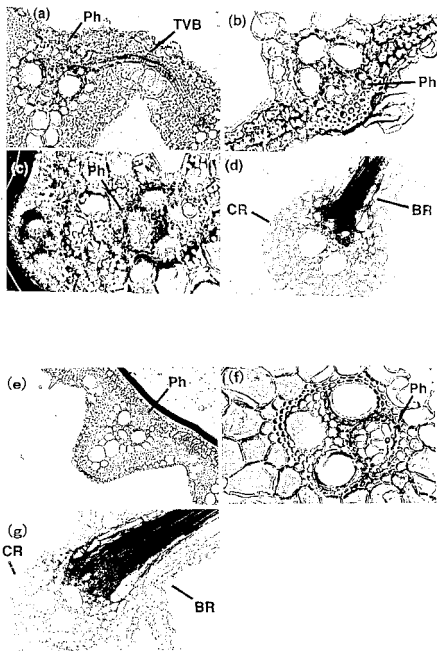 (a) Ph TVB
(b) Ph
(c) Ph
(d) CR BR
(e) Ph
(f) Ph
(g) CR BR